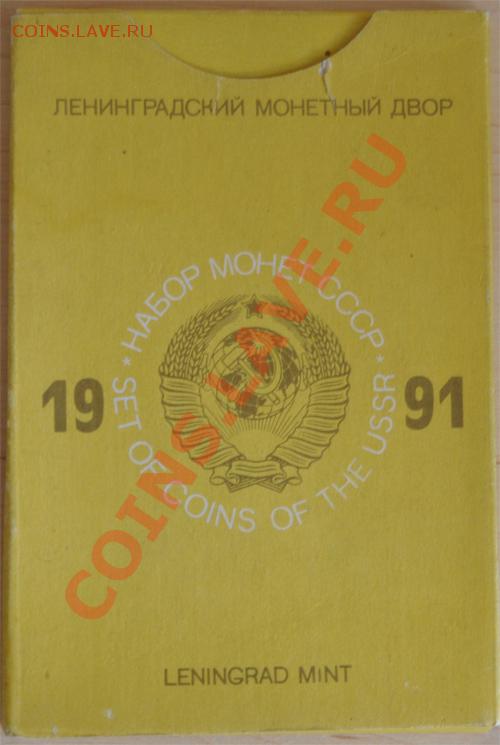 COINS.LAVE.RU
ЛЕНИНГРАДСКИЙ МОНЕТНЫЙ ДВОР
* НАБОР МОНЕТ СССР *
19 91
SET OF COINS OF THE USSR
COINS.LAVE.RU
LENINGRAD MINT